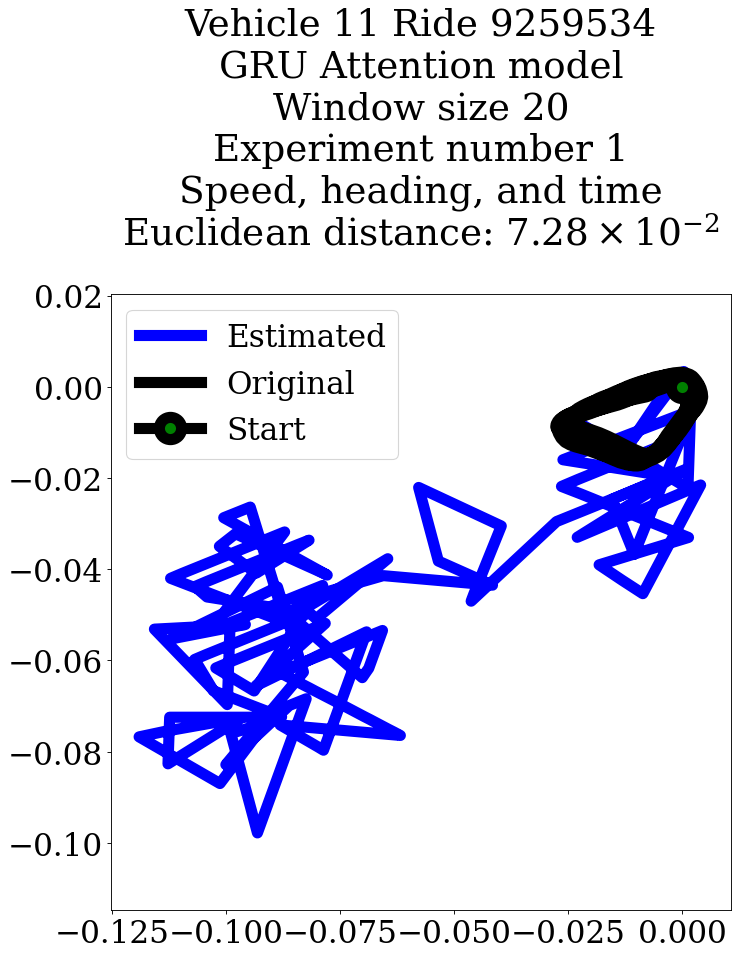 Vehicle 11 Ride 9259534
GRU Attention model
Window size 20
Experiment number 1
Speed, heading, and time
Euclidean distance: 7.28 × 10⁻²
0.02
Estimated
0.00
Original
Start
−0.02
−0.04
−0.06
−0.08
−0.10
−0.125 −0.100 −0.075 −0.050 −0.025 0.000